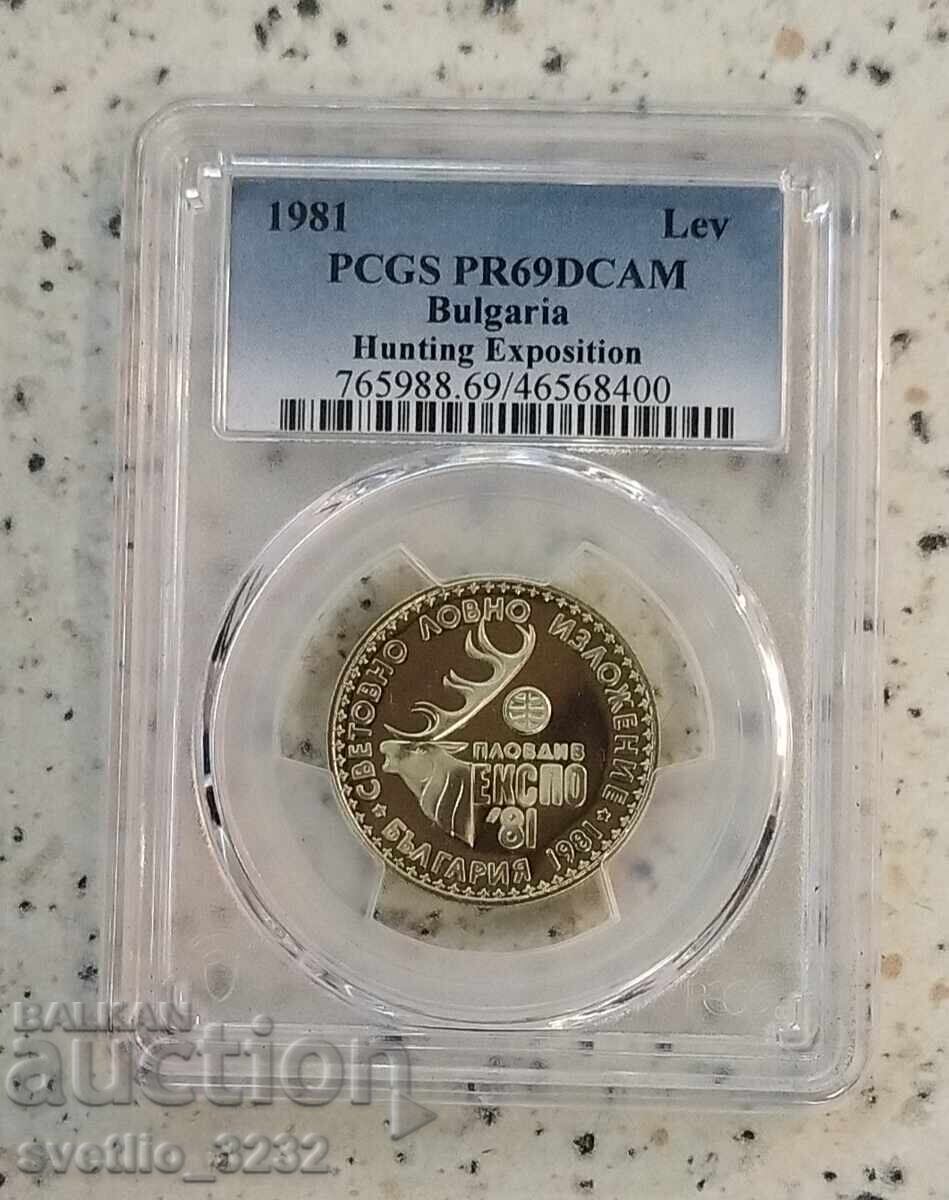 1981 Lev
PCGS PR69DCAM
Bulgaria
Hunting Exposition
765988.69/46568400
СВЕТОВНО ЛОВНО ИЗЛОЖЕНИЕ
ПЛОВДИВ
ЕКСПО
'81
БЪЛГАРИЯ 1981
PCGS
BALKAN
auction
svetlio_3232